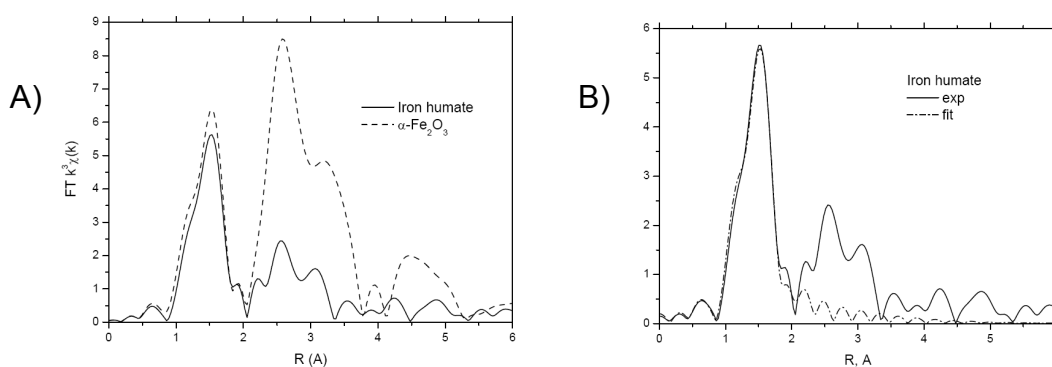 A)
FT k³χ(k)
9
8
7
6
5
4
3
2
1
0
Iron humate
α-Fe₂O₃
0 1 2 3 4 5 6
R (A)
B)
6
5
4
3
2
1
0
Iron humate
exp
fit
0 1 2 3 4 5
R, A